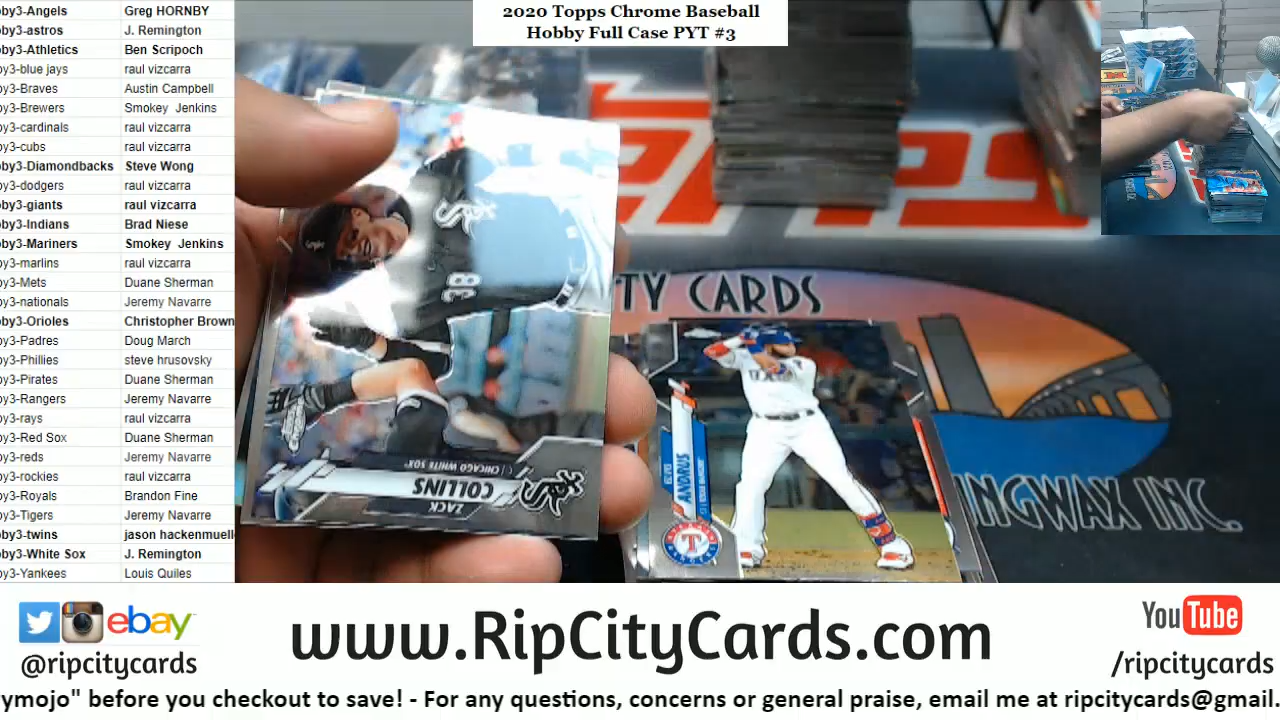 by3-Angels Greg HORNBY
by3-astros J. Remington
by3-Athletics Ben Scripoch
by3-blue jays raul vizcarra
by3-Braves Austin Campbell
by3-Brewers Smokey Jenkins
by3-cardinals raul vizcarra
by3-cubs raul vizcarra
by3-Diamondbacks Steve Wong
by3-dodgers raul vizcarra
by3-giants raul vizcarra
by3-Indians Brad Niese
by3-Mariners Smokey Jenkins
by3-marlins raul vizcarra
by3-Mets Duane Sherman
by3-nationals Jeremy Navarre
by3-Orioles Christopher Brown
by3-Padres Doug March
by3-Phillies steve hrusovsky
by3-Pirates Duane Sherman
by3-Rangers Jeremy Navarre
by3-rays raul vizcarra
by3-Red Sox Duane Sherman
by3-reds Jeremy Navarre
by3-rockies raul vizcarra
by3-Royals Brandon Fine
by3-Tigers Jeremy Navarre
by3-twins jason hackenmuell
by3-White Sox J. Remington
by3-Yankees Louis Quiles
2020 Topps Chrome Baseball
Hobby Full Case PYT #3
TY CARDS
INGWAX INC.
38
ZACK
COLLINS
CHICAGO WHITE SOX
ELVIS
ANDRUS
TEXAS RANGERS
ebay
@ripcitycards
www.RipCityCards.com
YouTube
/ripcitycards
ymojo" before you checkout to save! - For any questions, concerns or general praise, email me at ripcitycards@gmail.